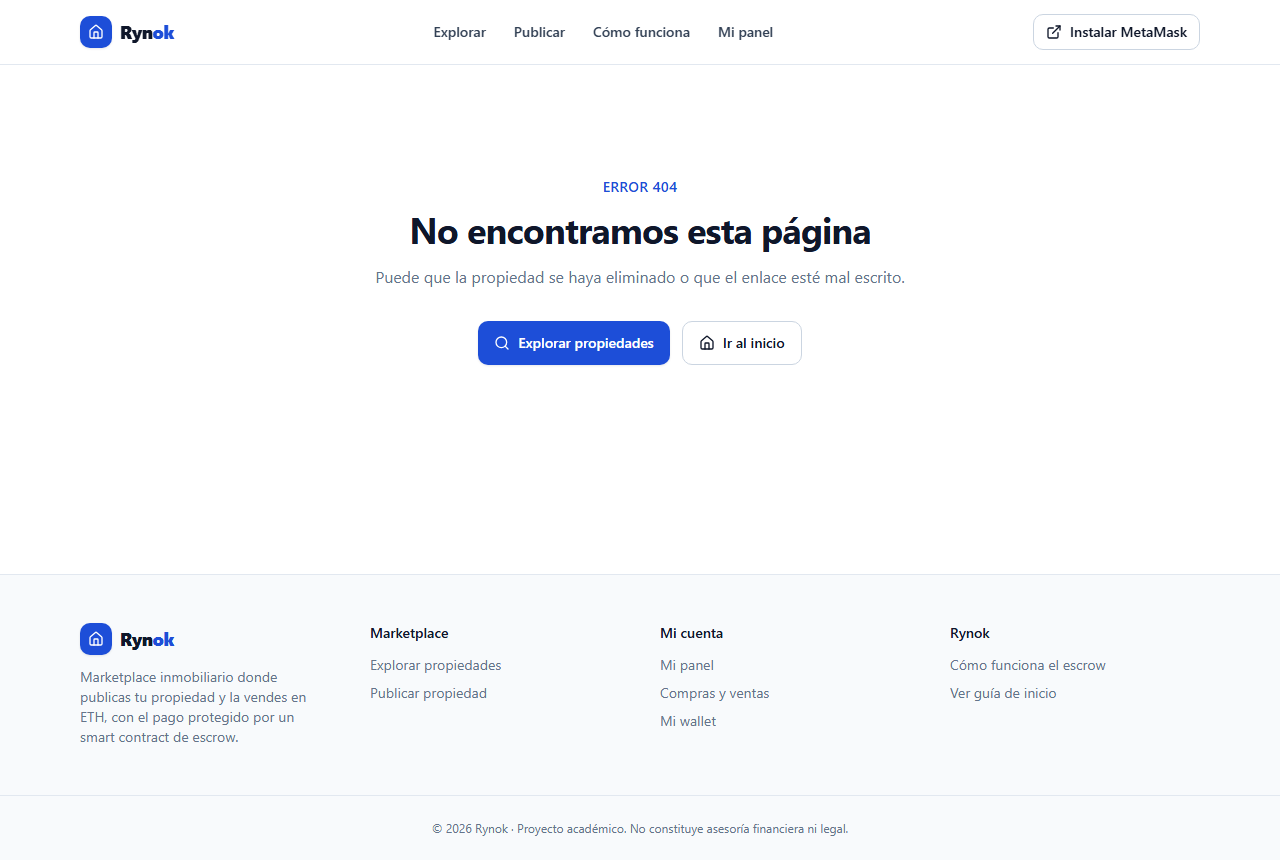 Rynok
Explorar
Publicar
Cómo funciona
Mi panel
Instalar MetaMask
ERROR 404
No encontramos esta página
Puede que la propiedad se haya eliminado o que el enlace esté mal escrito.
Explorar propiedades
Ir al inicio
Rynok
Marketplace inmobiliario donde
publicas tu propiedad y la vendes en
ETH, con el pago protegido por un
smart contract de escrow.
Marketplace
Explorar propiedades
Publicar propiedad
Mi cuenta
Mi panel
Compras y ventas
Mi wallet
Rynok
Cómo funciona el escrow
Ver guía de inicio
© 2026 Rynok · Proyecto académico. No constituye asesoría financiera ni legal.